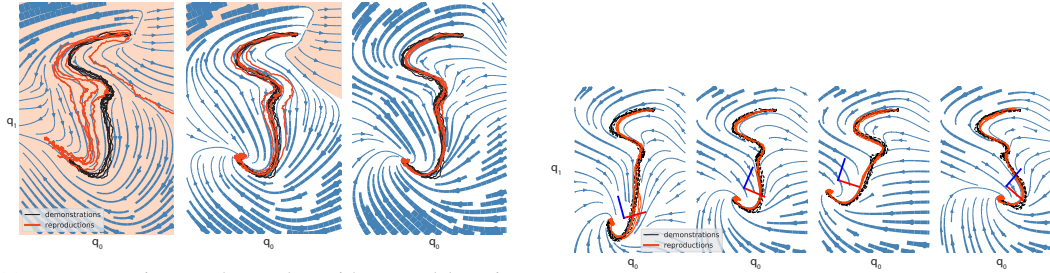 q₁
demonstrations
reproductions
q₀
q₀
q₀
q₁
demonstrations
reproductions
q₀
q₀
q₀
q₀